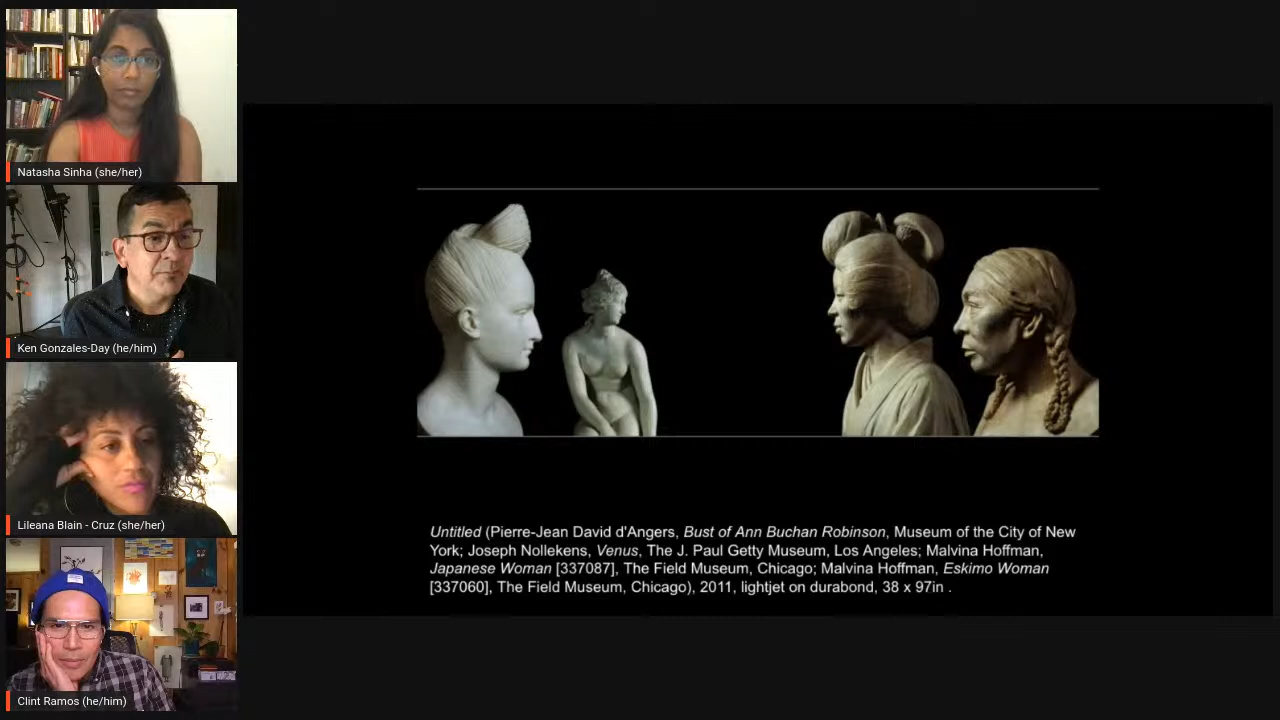 Natasha Sinha (she/her)
Ken Gonzales-Day (he/him)
Lileana Blain - Cruz (she/her)
Clint Ramos (he/him)
Untitled (Pierre-Jean David d'Angers, Bust of Ann Buchan Robinson, Museum of the City of New
York; Joseph Nollekens, Venus, The J. Paul Getty Museum, Los Angeles; Malvina Hoffman,
Japanese Woman [337087], The Field Museum, Chicago; Malvina Hoffman, Eskimo Woman
[337060], The Field Museum, Chicago), 2011, lightjet on durabond, 38 x 97in .